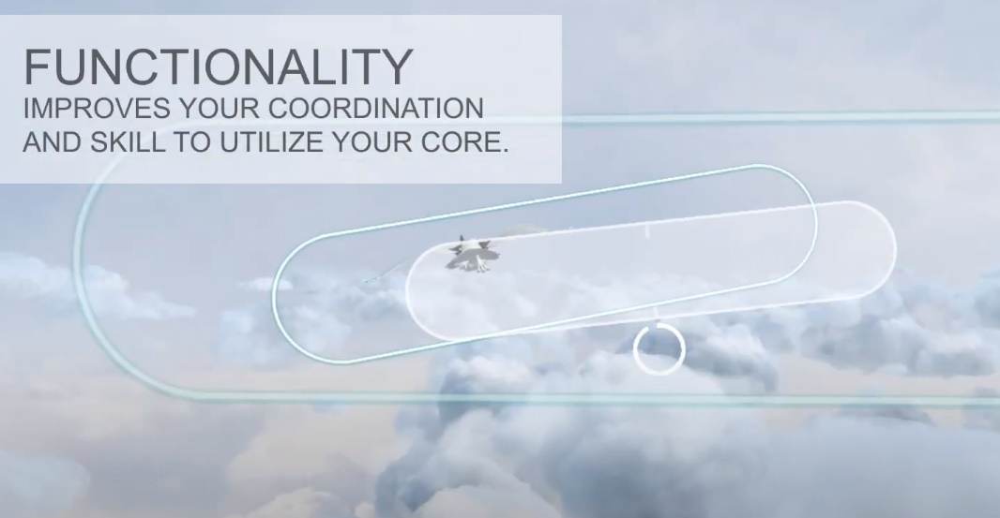 FUNCTIONALITY
IMPROVES YOUR COORDINATION
AND SKILL TO UTILIZE YOUR CORE.